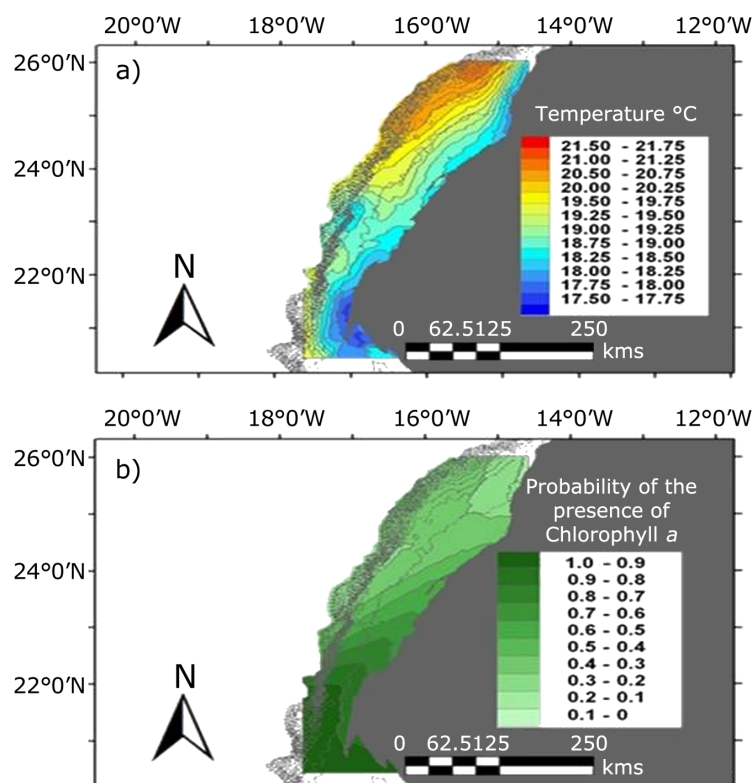 20°0′W 18°0′W 16°0′W 14°0′W 12°0′W
26°0′N
a)
Temperature °C
21.50 - 21.75
21.00 - 21.25
20.50 - 20.75
20.00 - 20.25
19.50 - 19.75
19.25 - 19.50
19.00 - 19.25
18.75 - 19.00
18.25 - 18.50
18.00 - 18.25
17.75 - 18.00
17.50 - 17.75
24°0′N
22°0′N
N
0 62.5125 250
kms
20°0′W 18°0′W 16°0′W 14°0′W 12°0′W
26°0′N
b)
Probability of the
presence of
Chlorophyll a
1.0 - 0.9
0.9 - 0.8
0.8 - 0.7
0.7 - 0.6
0.6 - 0.5
0.5 - 0.4
0.4 - 0.3
0.3 - 0.2
0.2 - 0.1
0.1 - 0
24°0′N
22°0′N
N
0 62.5125 250
kms